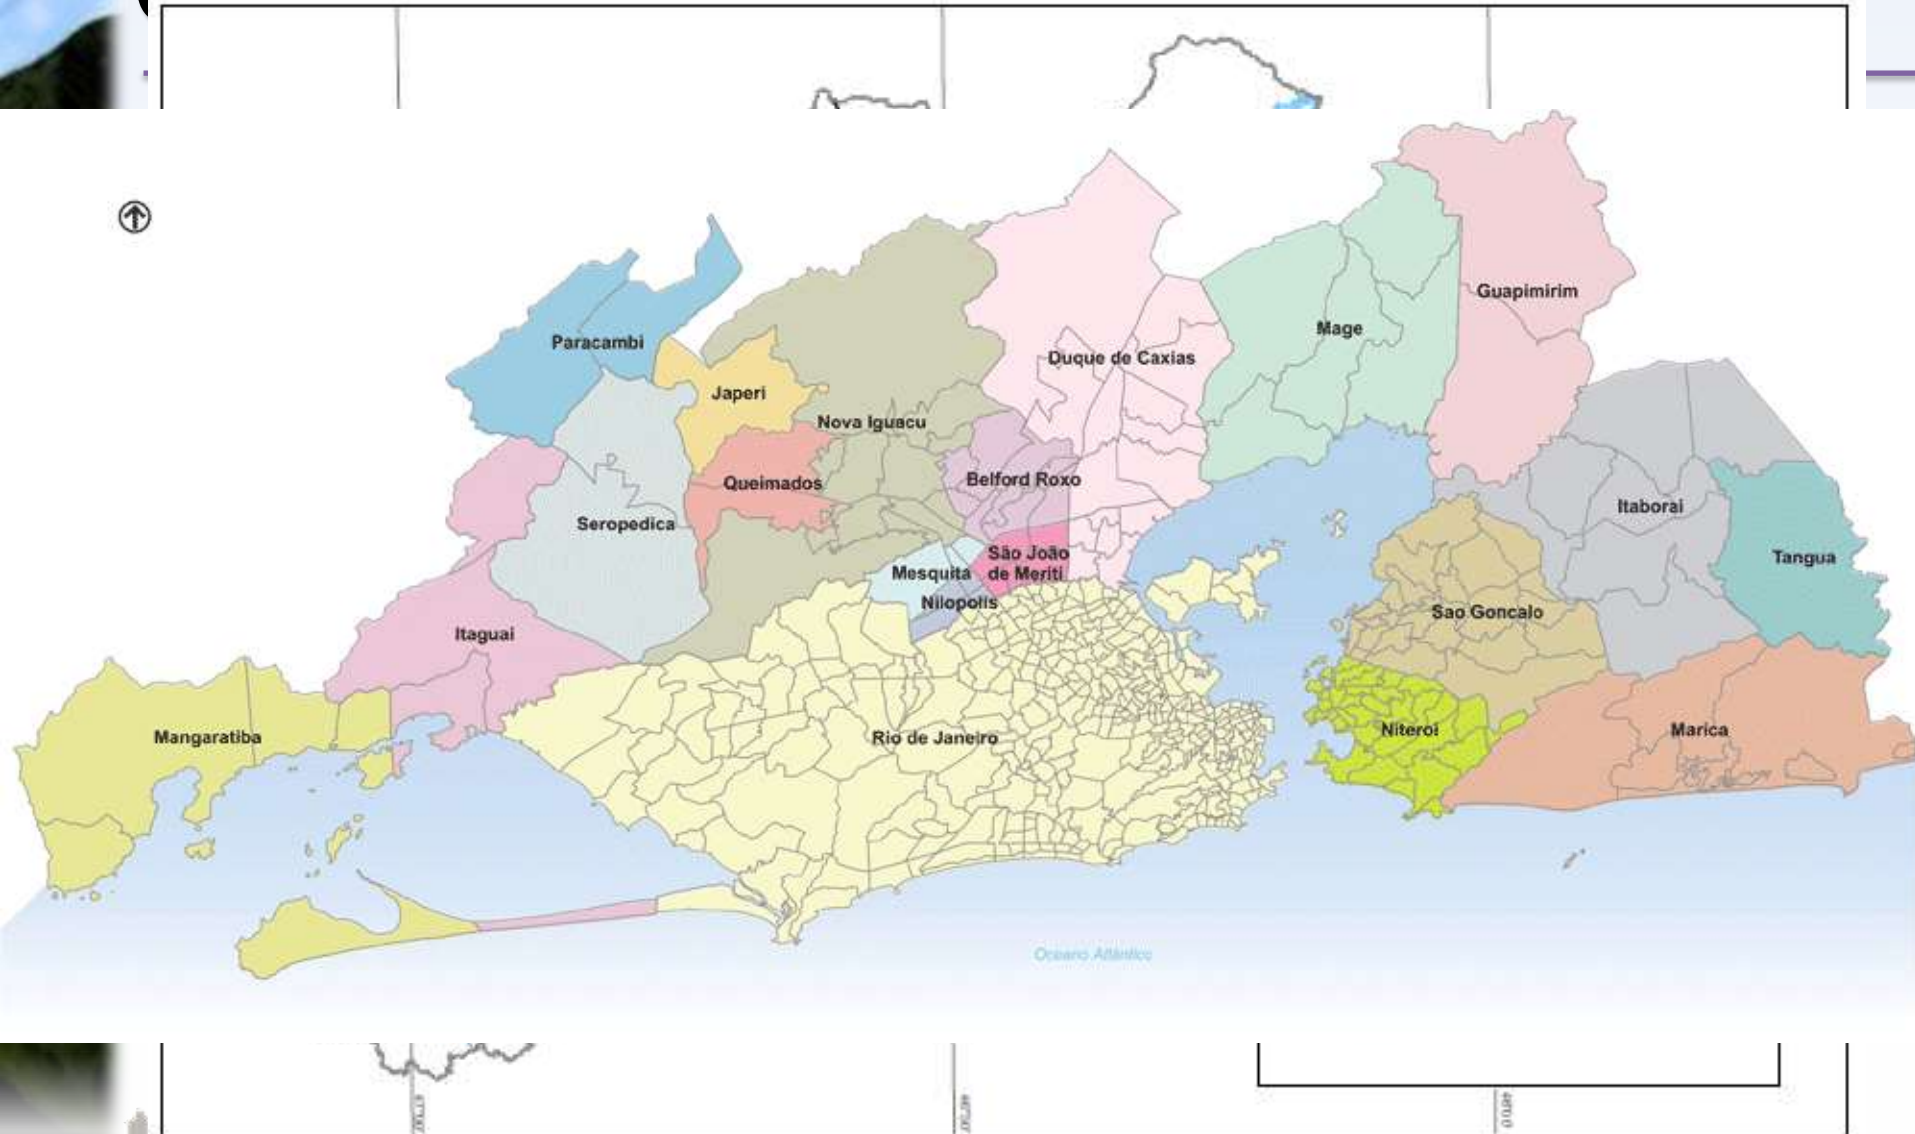 Guapimirim
Mage
Paracambi
Duque de Caxias
Japeri
Nova Iguacu
Belford Roxo
Queimados
Itaborai
Seropedica
São João
de Meriti
Tangua
Mesquita
Nilopolis
Sao Goncalo
Itaguai
Niteroi
Marica
Mangaratiba
Rio de Janeiro
Oceano Atlântico